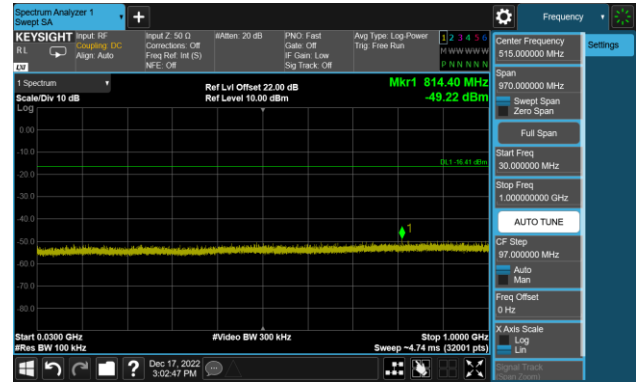 Spectrum Analyzer 1
Swept SA
+
Frequency
KEYSIGHT
RL
LXI
Input: RF
Coupling: DC
Align: Auto
Input Z: 50 Ω
Corrections: Off
Freq Ref: Int (S)
NFE: Off
#Atten: 20 dB
PNO: Fast
Gate: Off
IF Gain: Low
Sig Track: Off
Avg Type: Log-Power
Trig: Free Run
1 2 3 4 5 6
M W W W W W
P N N N N N
Center Frequency
515.000000 MHz
Settings
1 Spectrum
Scale/Div 10 dB
Log
Ref Lvl Offset 22.00 dB
Ref Level 10.00 dBm
Mkr1 814.40 MHz
-49.22 dBm
Span
970.000000 MHz
Swept Span
Zero Span
Full Span
Start Freq
30.000000 MHz
Stop Freq
1.00000000 GHz
AUTO TUNE
CF Step
97.000000 MHz
Auto
Man
Freq Offset
0 Hz
X Axis Scale
Log
Lin
Signal Track
(Span Zoom)
0.00
-10.0
DL1 -16.41 dBm
-20.0
-30.0
-40.0
1
-50.0
-60.0
-70.0
-80.0
Start 0.0300 GHz
#Res BW 100 kHz
#Video BW 300 kHz
Stop 1.0000 GHz
Sweep ~4.74 ms (32001 pts)
?
Dec 17, 2022
3:02:47 PM